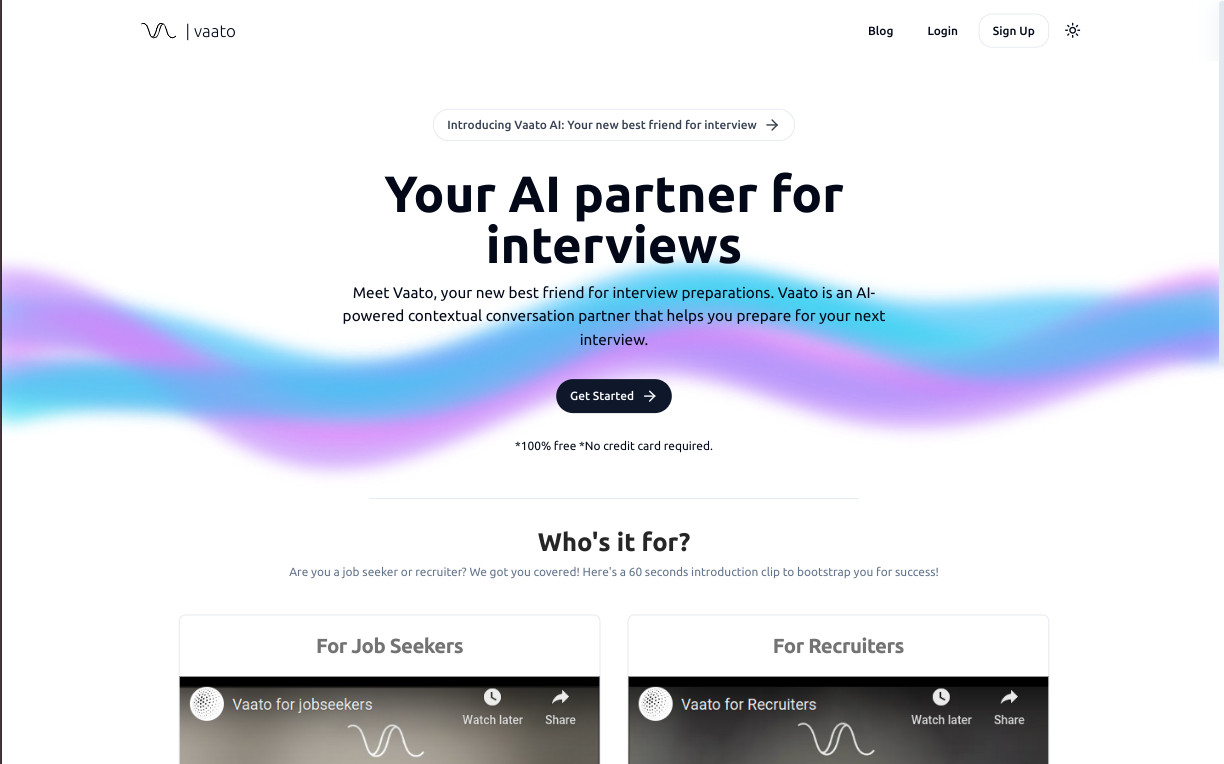 | vaato
Blog
Login
Sign Up
Introducing Vaato AI: Your new best friend for interview
Your AI partner for
interviews
Meet Vaato, your new best friend for interview preparations. Vaato is an AI-
powered contextual conversation partner that helps you prepare for your next
interview.
Get Started
*100% free *No credit card required.
Who's it for?
Are you a job seeker or recruiter? We got you covered! Here's a 60 seconds introduction clip to bootstrap you for success!
For Job Seekers
Vaato for jobseekers
Watch later
Share
For Recruiters
Vaato for Recruiters
Watch later
Share